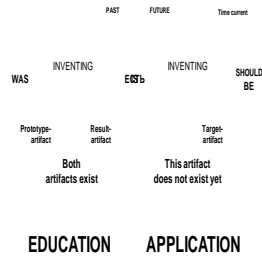 PAST FUTURE Time current
INVENTING INVENTING
WAS SHOULD BE
Prototype-artifact Result-artifact Target-artifact
Both artifacts exist This artifact does not exist yet
EDUCATION APPLICATION